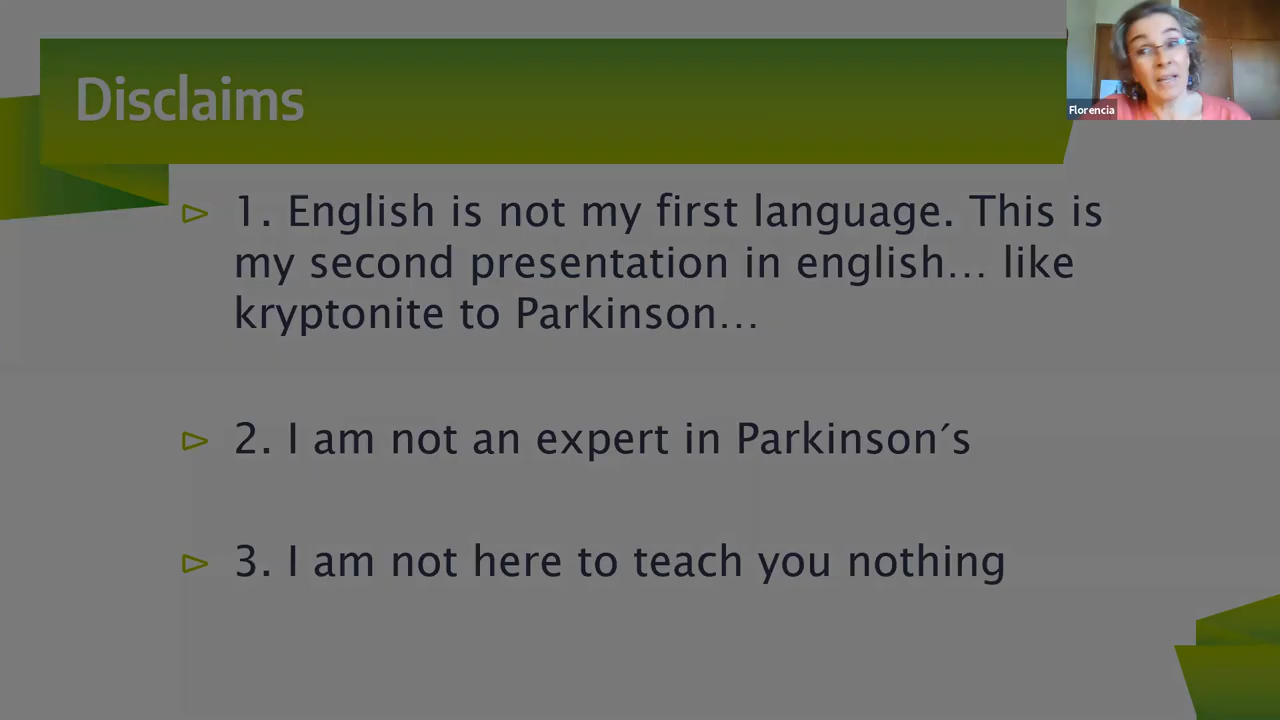 Disclaims
Florencia
1. English is not my first language. This is
my second presentation in english... like
kryptonite to Parkinson...
2. I am not an expert in Parkinson´s
3. I am not here to teach you nothing